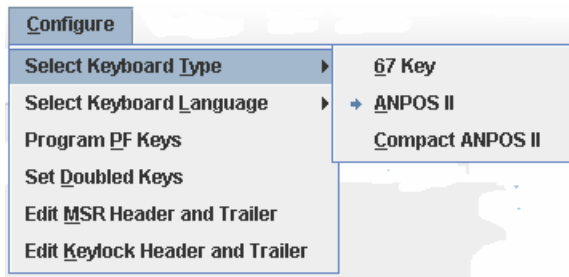 Configure
Select Keyboard Type
Select Keyboard Language
Program PF Keys
Set Doubled Keys
Edit MSR Header and Trailer
Edit Keylock Header and Trailer
67 Key
ANPOS II
Compact ANPOS II